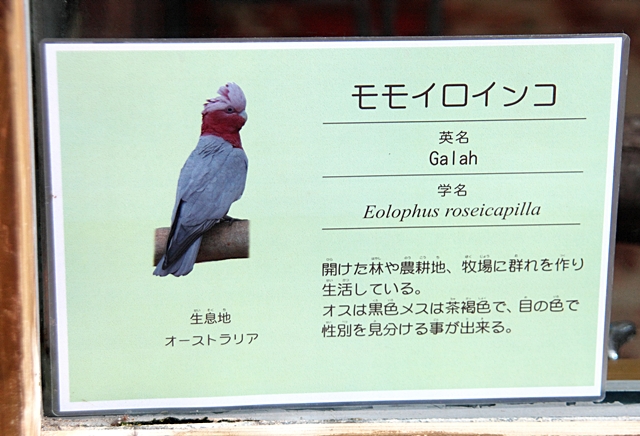 モモイロインコ
英名
Galah
学名
Eolophus roseicapilla
開けた林や農耕地、牧場に群れを作り
生活している。
オスは黒色メスは茶褐色で、目の色で
性別を見分ける事が出来る。
生息地
オーストラリア